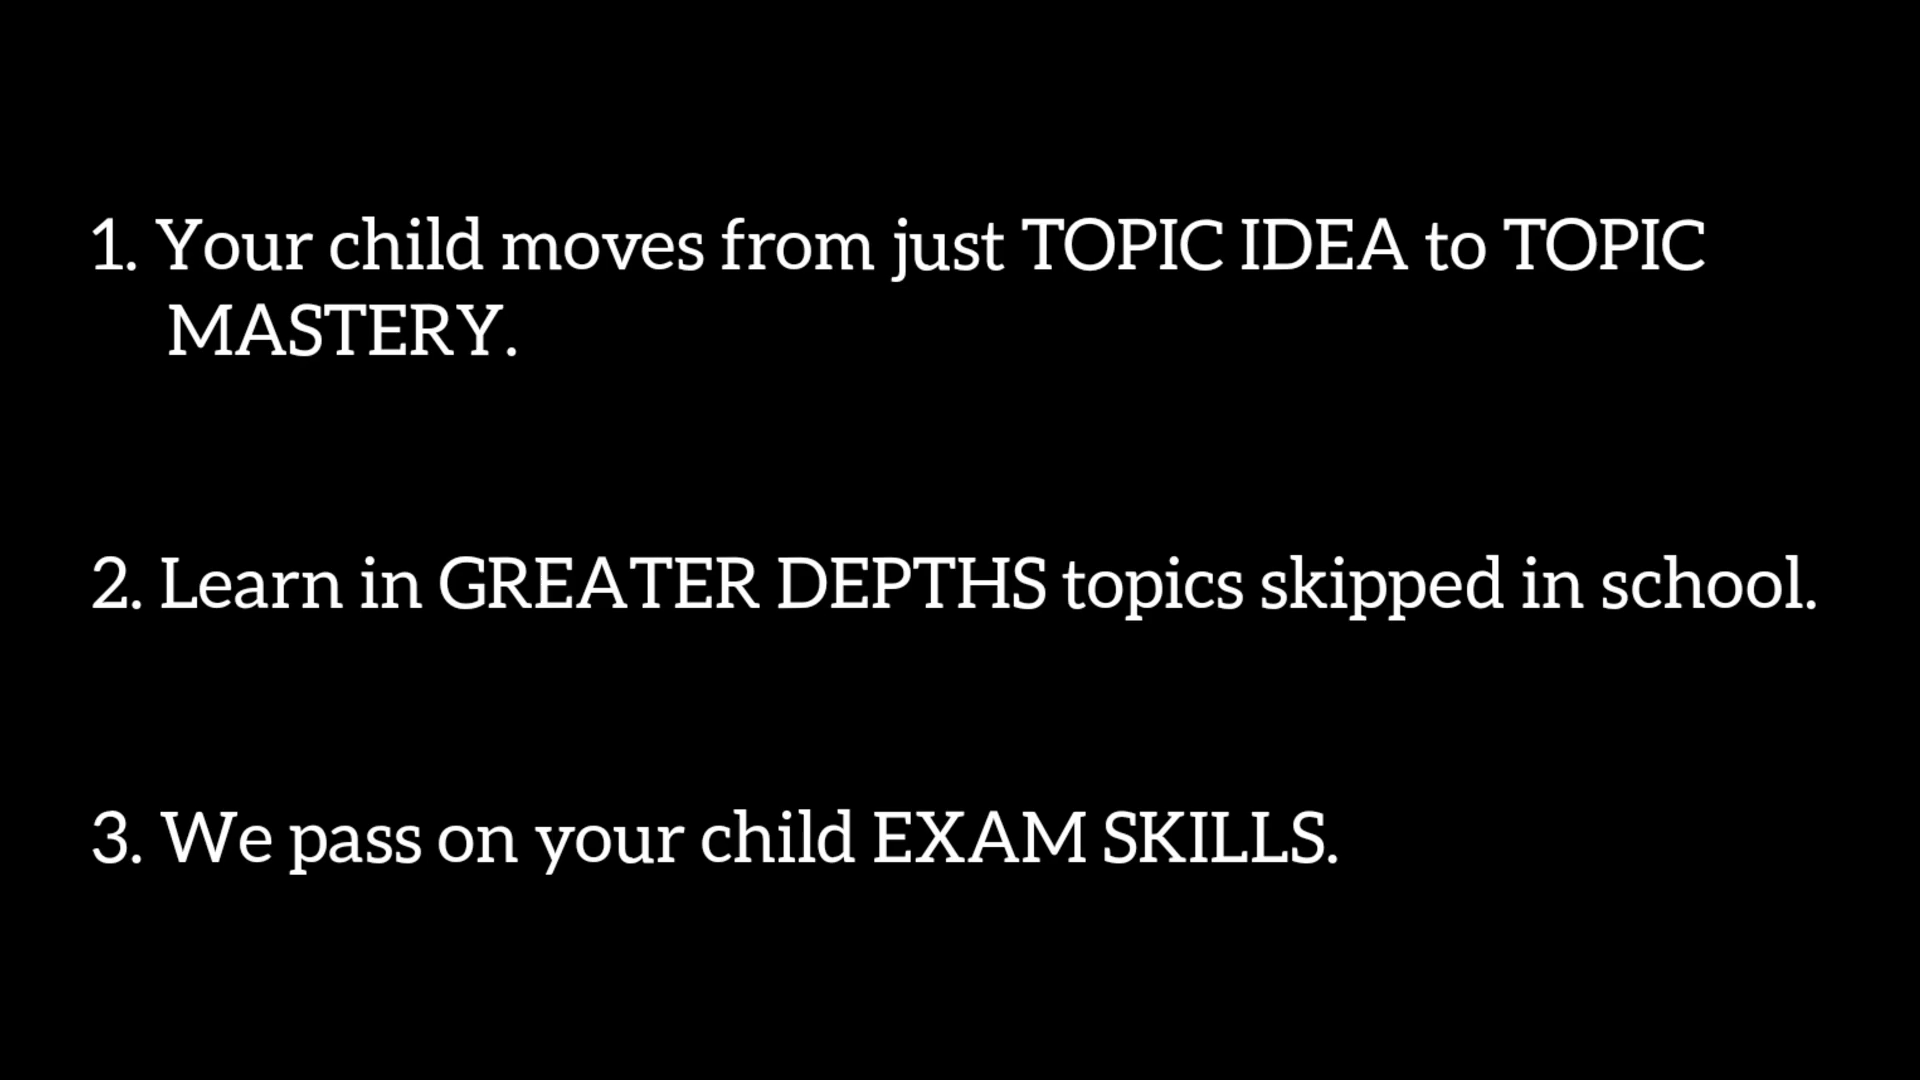 1. Your child moves from just TOPIC IDEA to TOPIC
MASTERY.
2. Learn in GREATER DEPTHS topics skipped in school.
3. We pass on your child EXAM SKILLS.